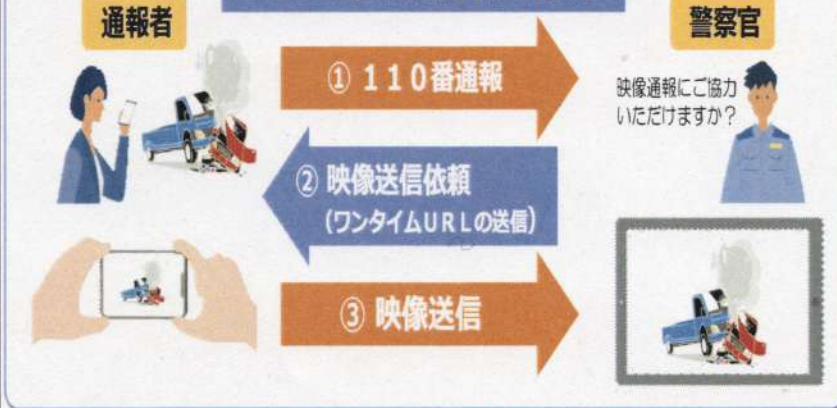 通報者
警察官
① １１０番通報
映像通報にご協力
いただけますか？
② 映像送信依頼
（ワンタイムＵＲＬの送信）
③ 映像送信